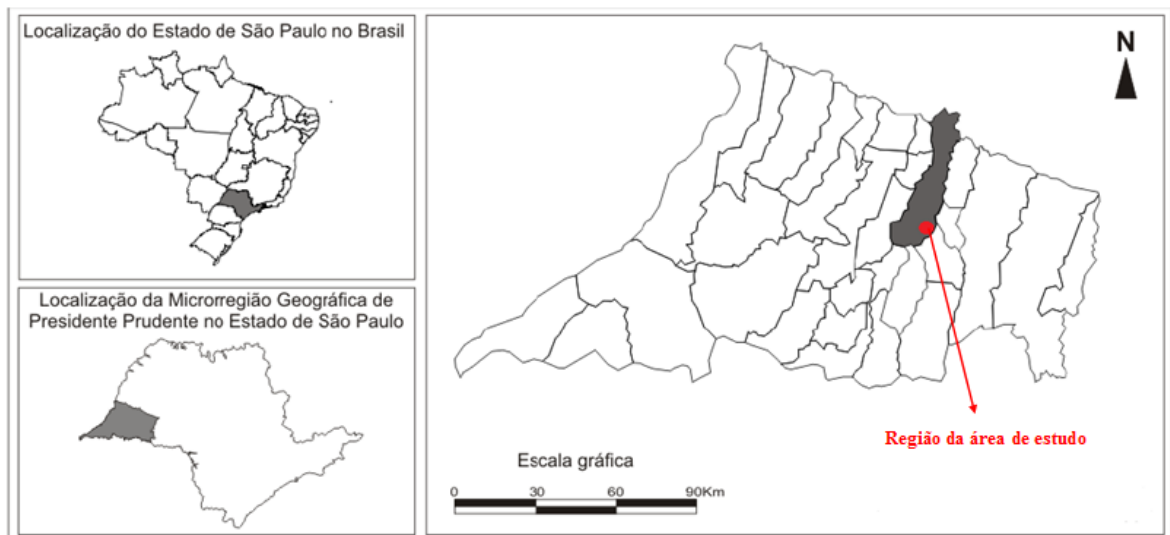 Localização do Estado de São Paulo no Brasil
Localização da Microrregião Geográfica de
Presidente Prudente no Estado de São Paulo
N
Região da área de estudo
Escala gráfica
0 30 60 90Km